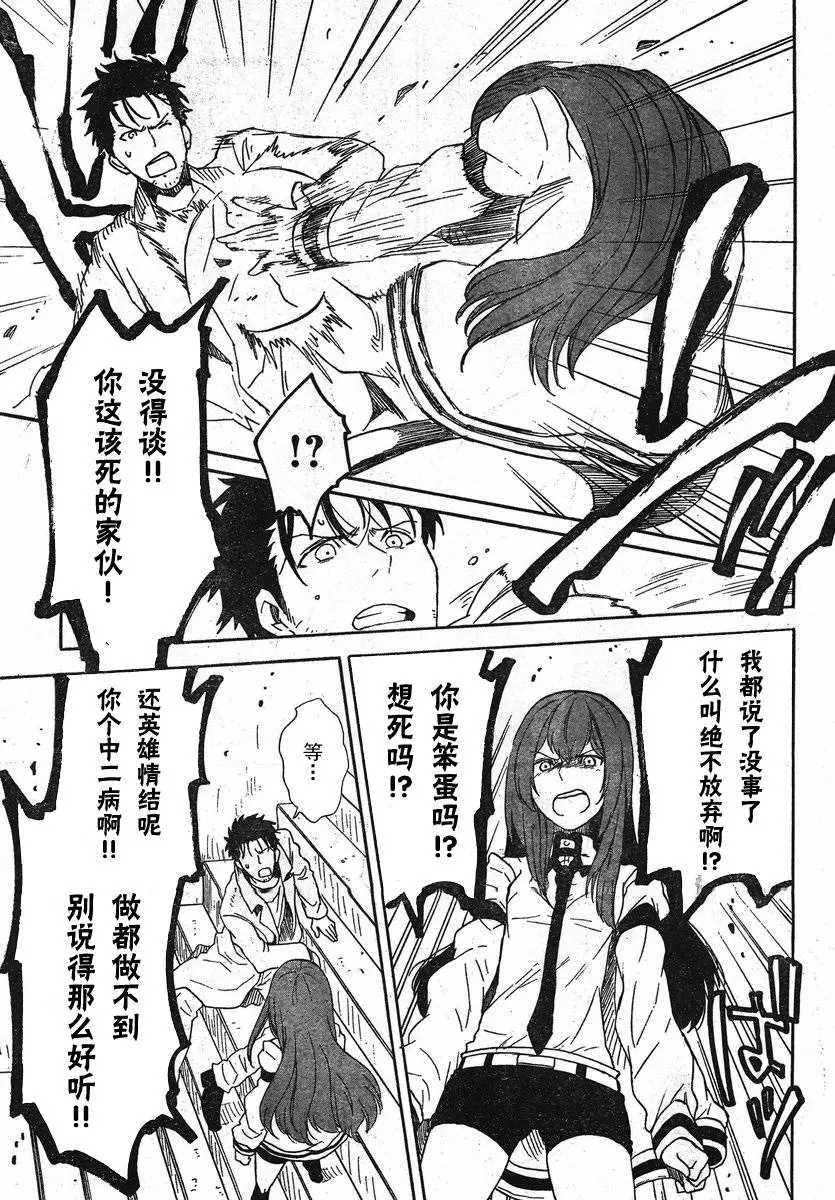 没得谈!!
你这该死的家伙!
!?
我都说了没事了
什么叫绝不放弃啊!?
你是笨蛋吗!?
想死吗!?
等…
还英雄情结呢
你个中二病啊!!
做都做不到
别说得那么好听!!